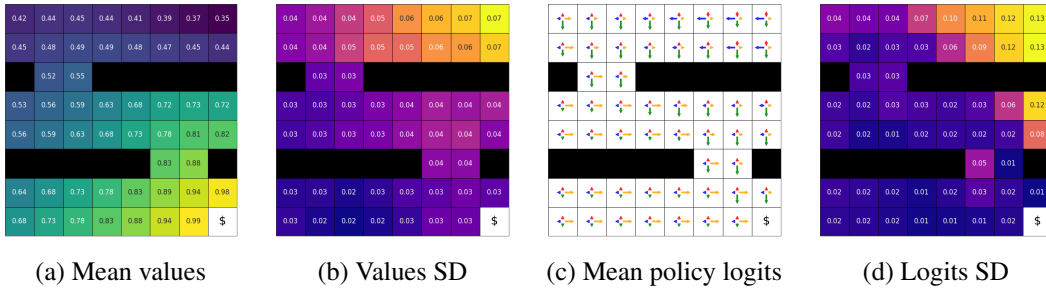 0.42 0.44 0.45 0.45 0.41 0.39 0.37 0.35
0.45 0.48 0.49 0.49 0.48 0.47 0.45 0.44
0.52 0.55
0.53 0.56 0.59 0.63 0.68 0.72 0.73 0.72
0.56 0.59 0.63 0.68 0.73 0.78 0.81 0.82
0.83 0.88
0.64 0.68 0.73 0.78 0.83 0.89 0.94 0.98
0.68 0.73 0.78 0.83 0.88 0.94 0.99 $
(a) Mean values
0.04 0.04 0.04 0.05 0.06 0.06 0.07 0.07
0.04 0.04 0.05 0.05 0.05 0.06 0.06 0.07
0.03 0.03
0.03 0.03 0.03 0.03 0.04 0.04 0.04 0.04
0.03 0.03 0.03 0.04 0.04 0.04 0.04 0.04
0.04 0.04
0.03 0.03 0.02 0.03 0.03 0.03 0.03 0.03
0.03 0.02 0.02 0.02 0.03 0.03 0.03 $
(b) Values SD
$
(c) Mean policy logits
0.04 0.04 0.04 0.07 0.10 0.11 0.12 0.13
0.03 0.02 0.03 0.03 0.06 0.09 0.12 0.13
0.03 0.03
0.02 0.03 0.03 0.02 0.02 0.03 0.06 0.12
0.02 0.02 0.01 0.02 0.02 0.02 0.02 0.08
0.05 0.01
0.02 0.02 0.02 0.01 0.02 0.03 0.02 0.01
0.02 0.02 0.01 0.01 0.01 0.02 0.02 $
(d) Logits SD